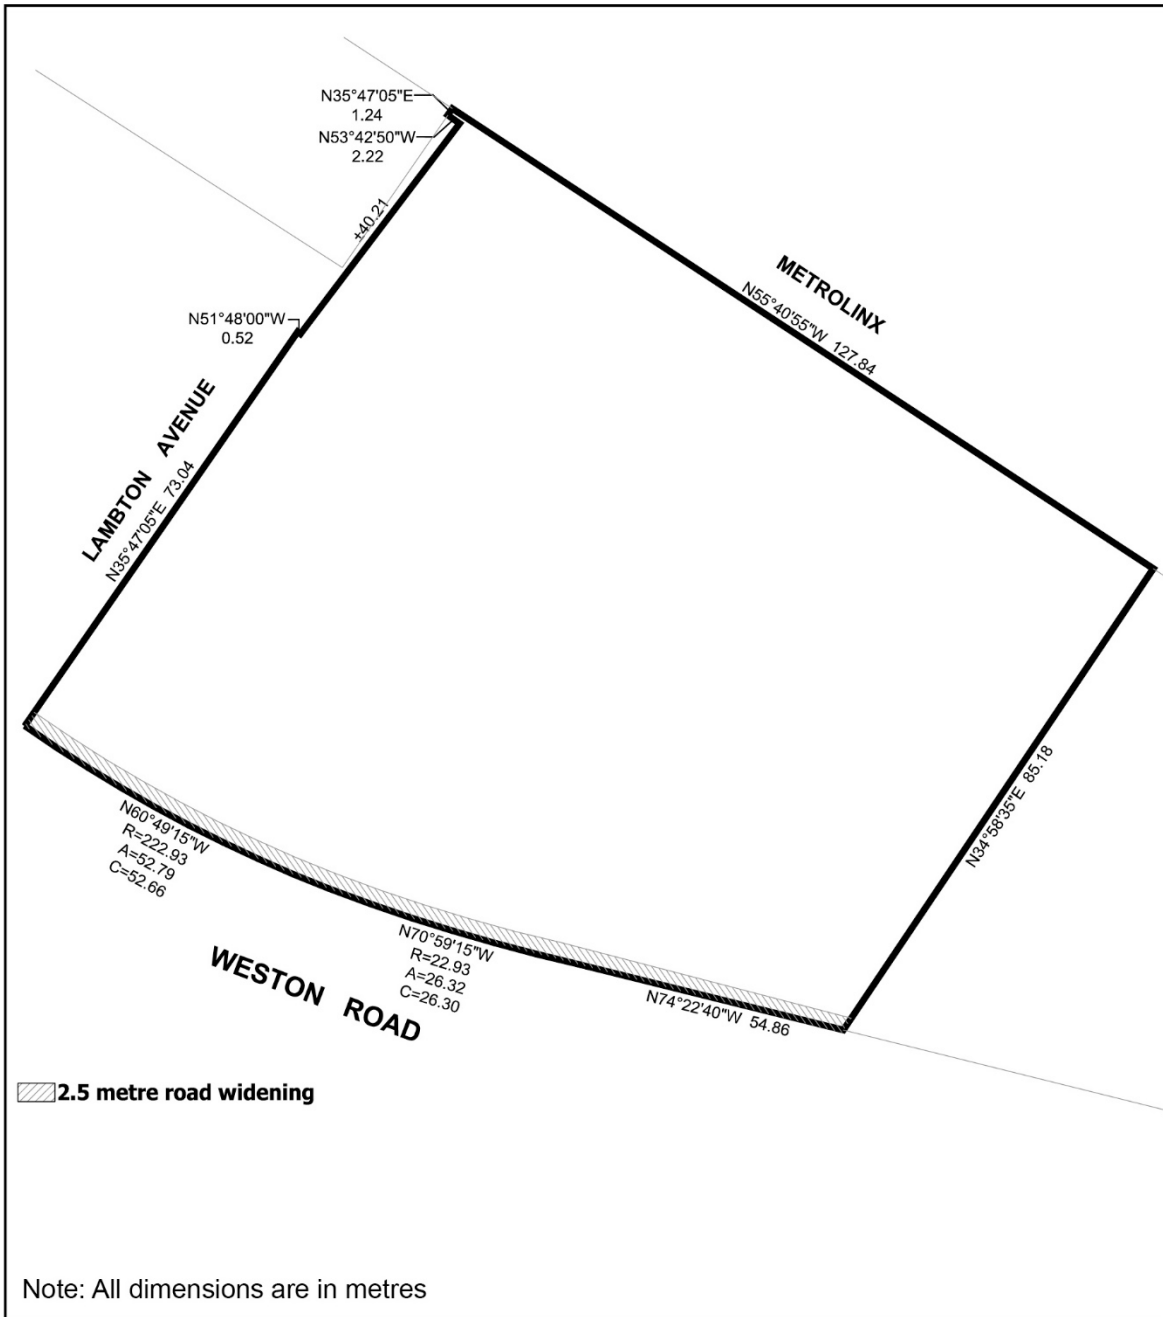 N35°47'05"E
1.24
N53°42'50"W
2.22
±40.21
METROLINX
N55°40'55"W 127.84
N51°48'00"W
0.52
LAMBTON AVENUE
N35°47'05"E 73.04
N34°58'35"E 85.18
N60°49'15"W
R=222.93
A=52.79
C=52.66
N70°59'15"W
R=22.93
A=26.32
C=26.30
N74°22'40"W 54.86
WESTON ROAD
2.5 metre road widening
Note: All dimensions are in metres